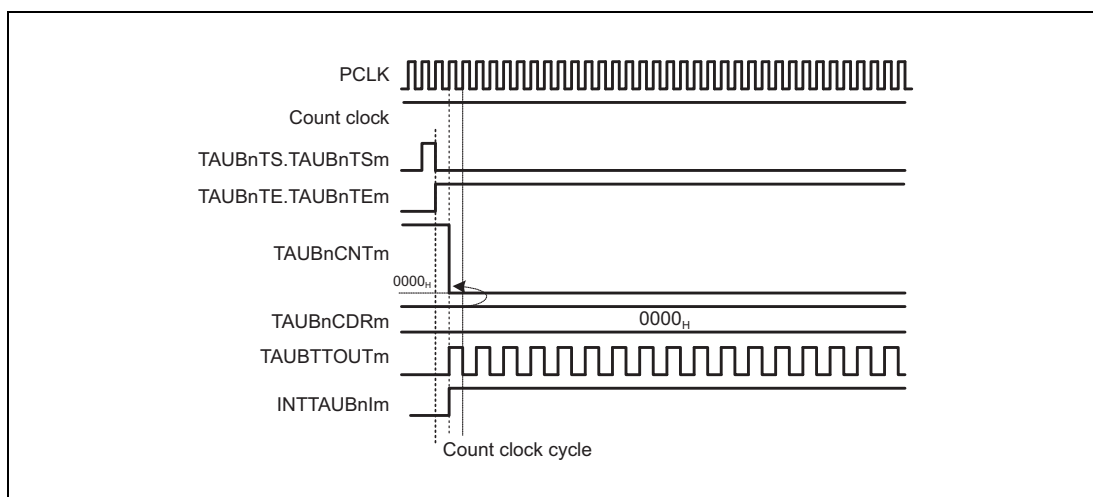 PCLK
Count clock
TAUBnTS.TAUBnTSm
TAUBnTE.TAUBnTEm
TAUBnCNTm
0000H
TAUBnCDRm
0000H
TAUBTTOUTm
INTTAUBnIm
Count clock cycle